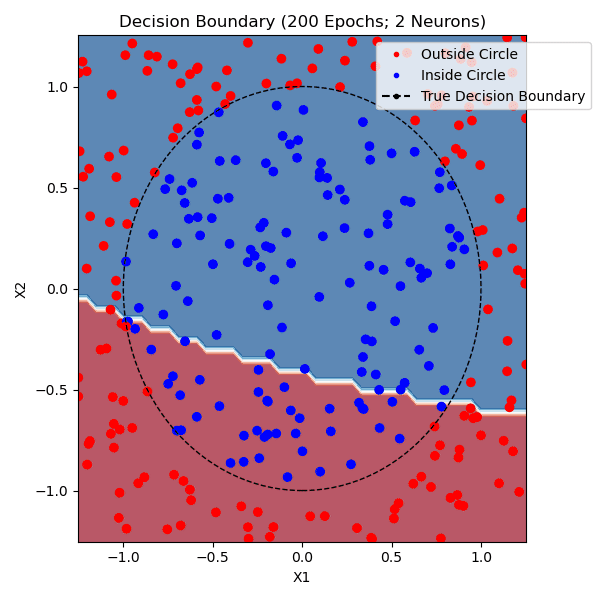 Decision Boundary (200 Epochs; 2 Neurons)
Outside Circle
Inside Circle
True Decision Boundary
X2
1.0
0.5
0.0
−0.5
−1.0
−1.0 −0.5 0.0 0.5 1.0
X1